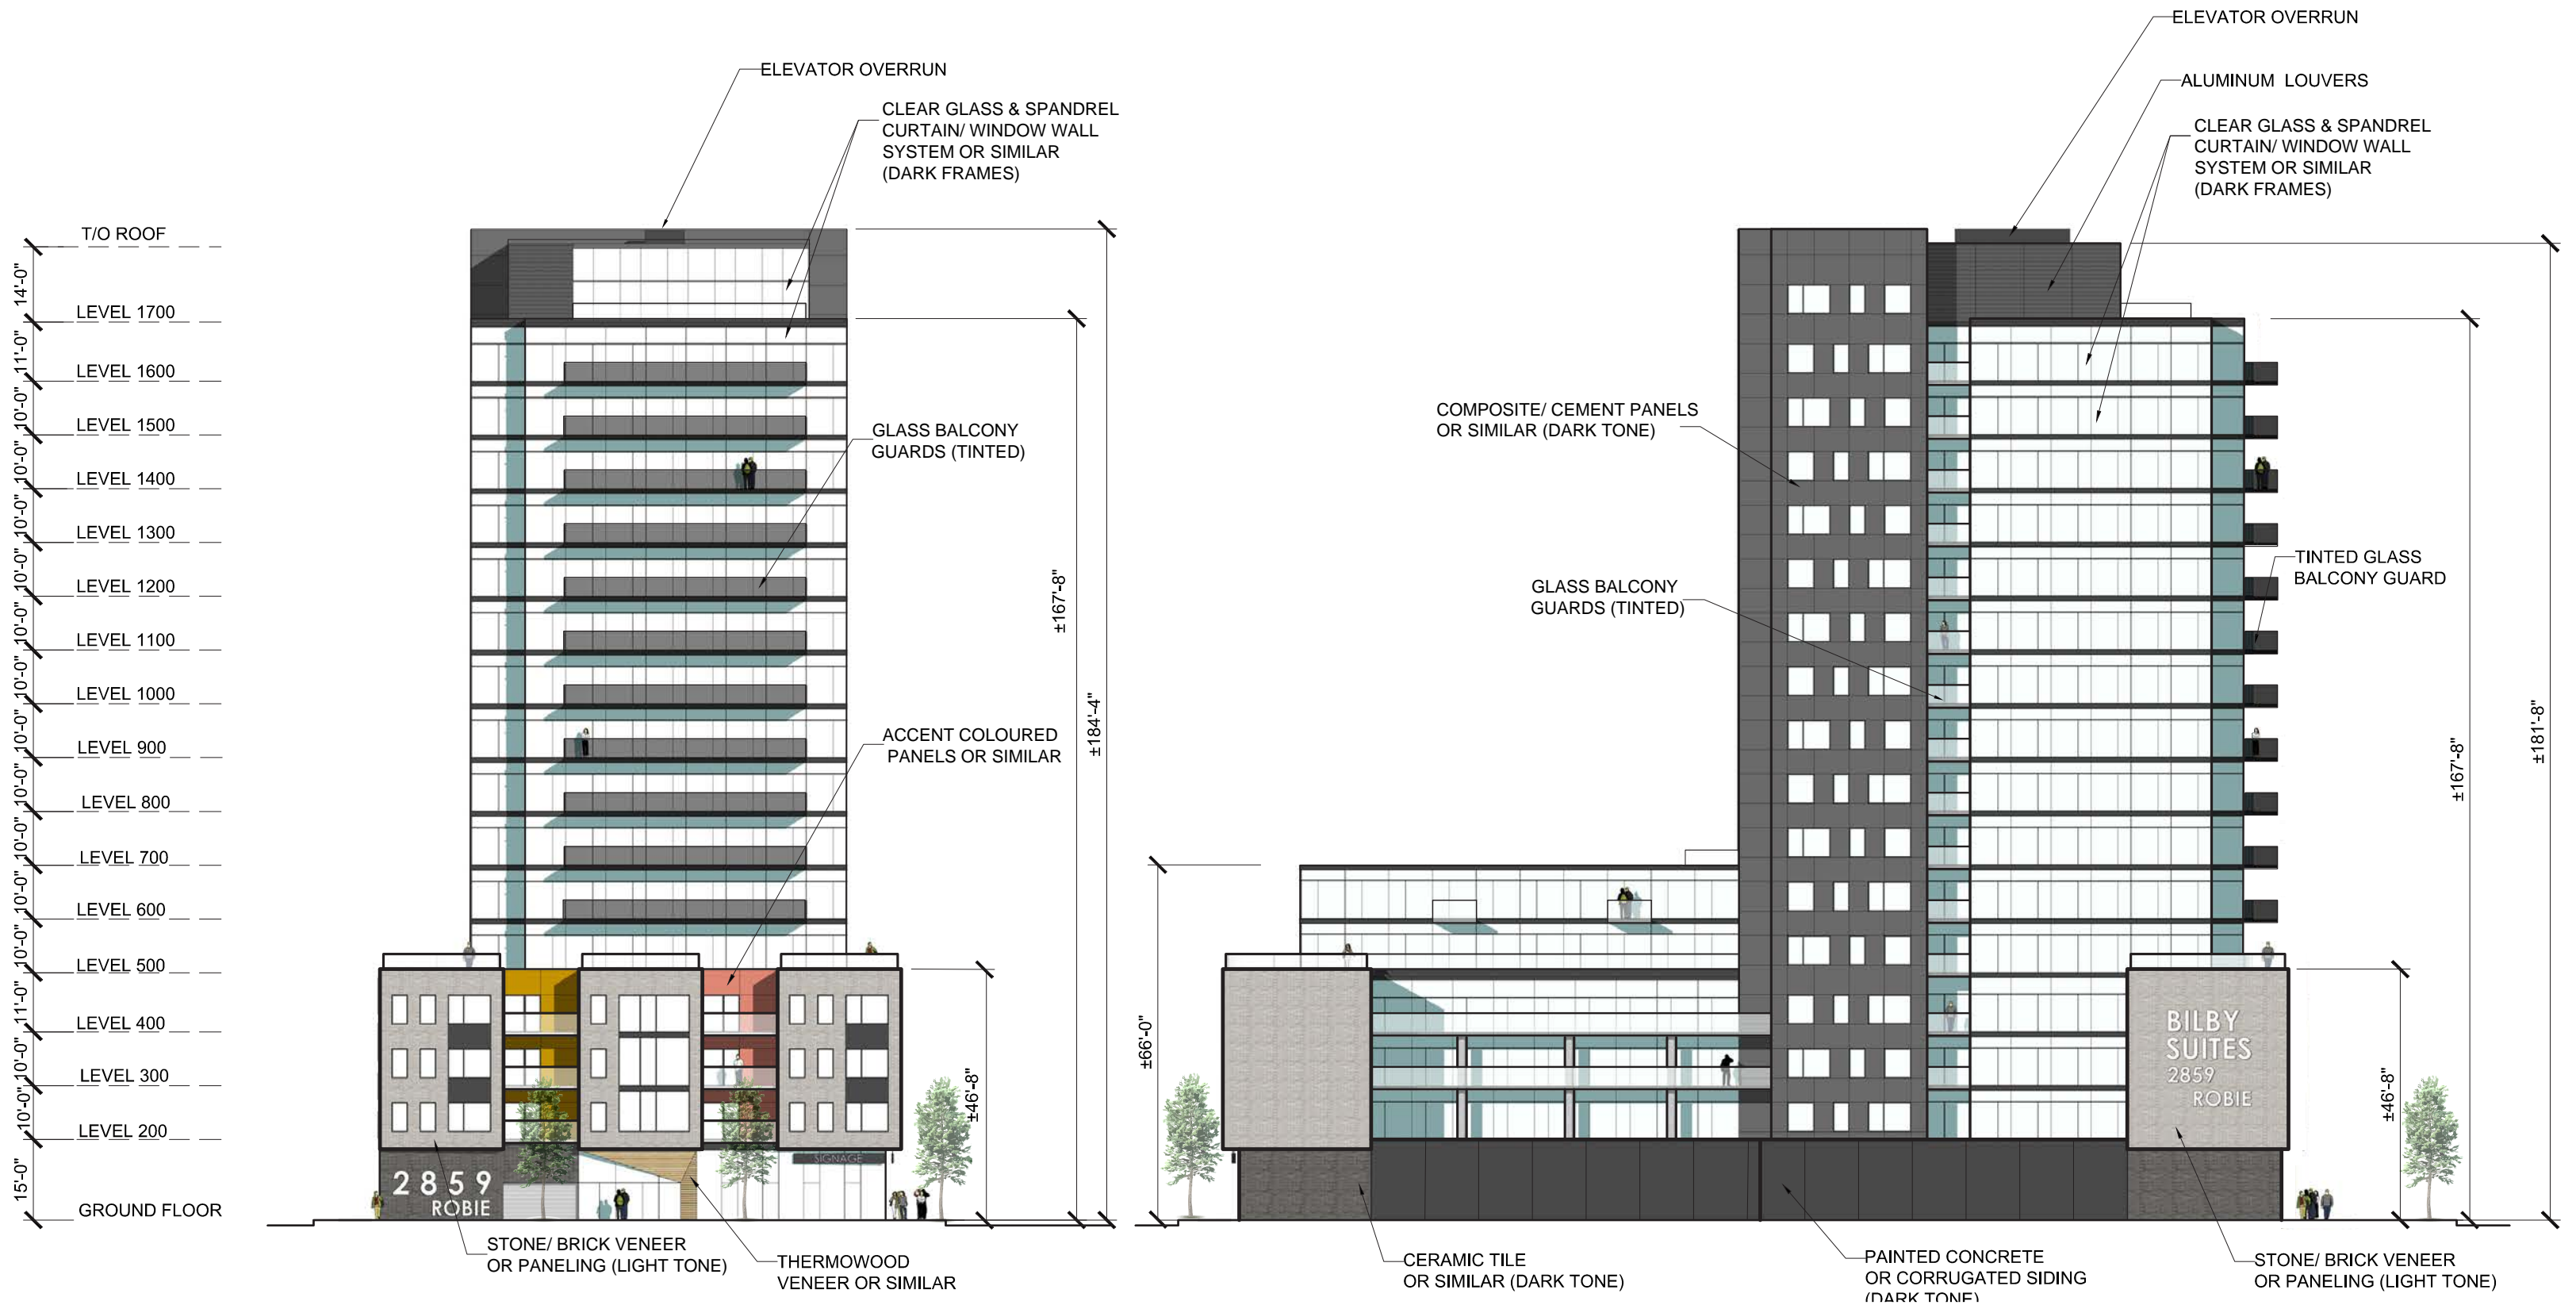 ELEVATOR OVERRUN
CLEAR GLASS & SPANDREL
CURTAIN/ WINDOW WALL
SYSTEM OR SIMILAR
(DARK FRAMES)
T/O ROOF
14'-0"
LEVEL 1700
11'-0"
LEVEL 1600
10'-0"
LEVEL 1500
10'-0"
LEVEL 1400
10'-0"
LEVEL 1300
10'-0"
LEVEL 1200
10'-0"
LEVEL 1100
10'-0"
LEVEL 1000
10'-0"
LEVEL 900
10'-0"
LEVEL 800
10'-0"
LEVEL 700
10'-0"
LEVEL 600
10'-0"
LEVEL 500
11'-0"
LEVEL 400
10'-0"
LEVEL 300
10'-0"
LEVEL 200
15'-0"
GROUND FLOOR
GLASS BALCONY
GUARDS (TINTED)
ACCENT COLOURED
PANELS OR SIMILAR
±167'-8"
±184'-4"
±46'-8"
SIGNAGE
2859
ROBIE
STONE/ BRICK VENEER
OR PANELING (LIGHT TONE)
THERMOWOOD
VENEER OR SIMILAR
ELEVATOR OVERRUN
ALUMINUM LOUVERS
CLEAR GLASS & SPANDREL
CURTAIN/ WINDOW WALL
SYSTEM OR SIMILAR
(DARK FRAMES)
COMPOSITE/ CEMENT PANELS
OR SIMILAR (DARK TONE)
GLASS BALCONY
GUARDS (TINTED)
TINTED GLASS
BALCONY GUARD
±66'-0"
±167'-8"
±181'-8"
±46'-8"
BILBY
SUITES
2859
ROBIE
CERAMIC TILE
OR SIMILAR (DARK TONE)
PAINTED CONCRETE
OR CORRUGATED SIDING
(DARK TONE)
STONE/ BRICK VENEER
OR PANELING (LIGHT TONE)